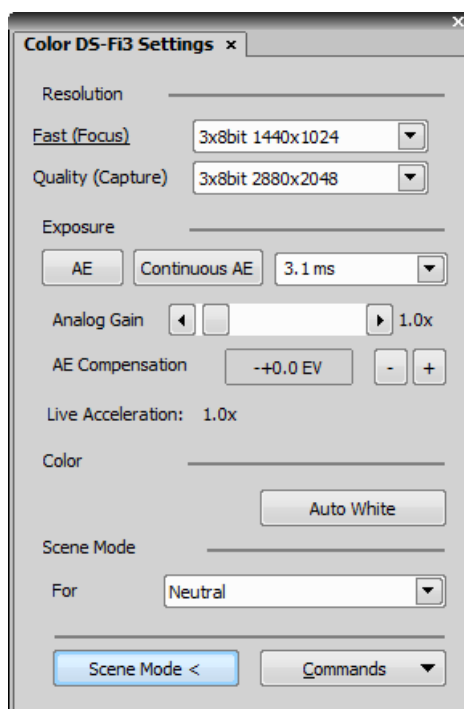 Color DS-Fi3 Settings ×
Resolution
Fast (Focus) 3x8bit 1440x1024
Quality (Capture) 3x8bit 2880x2048
Exposure
AE Continuous AE 3.1 ms
Analog Gain 1.0x
AE Compensation -+0.0 EV - +
Live Acceleration: 1.0x
Color
Auto White
Scene Mode
For Neutral
Scene Mode < Commands